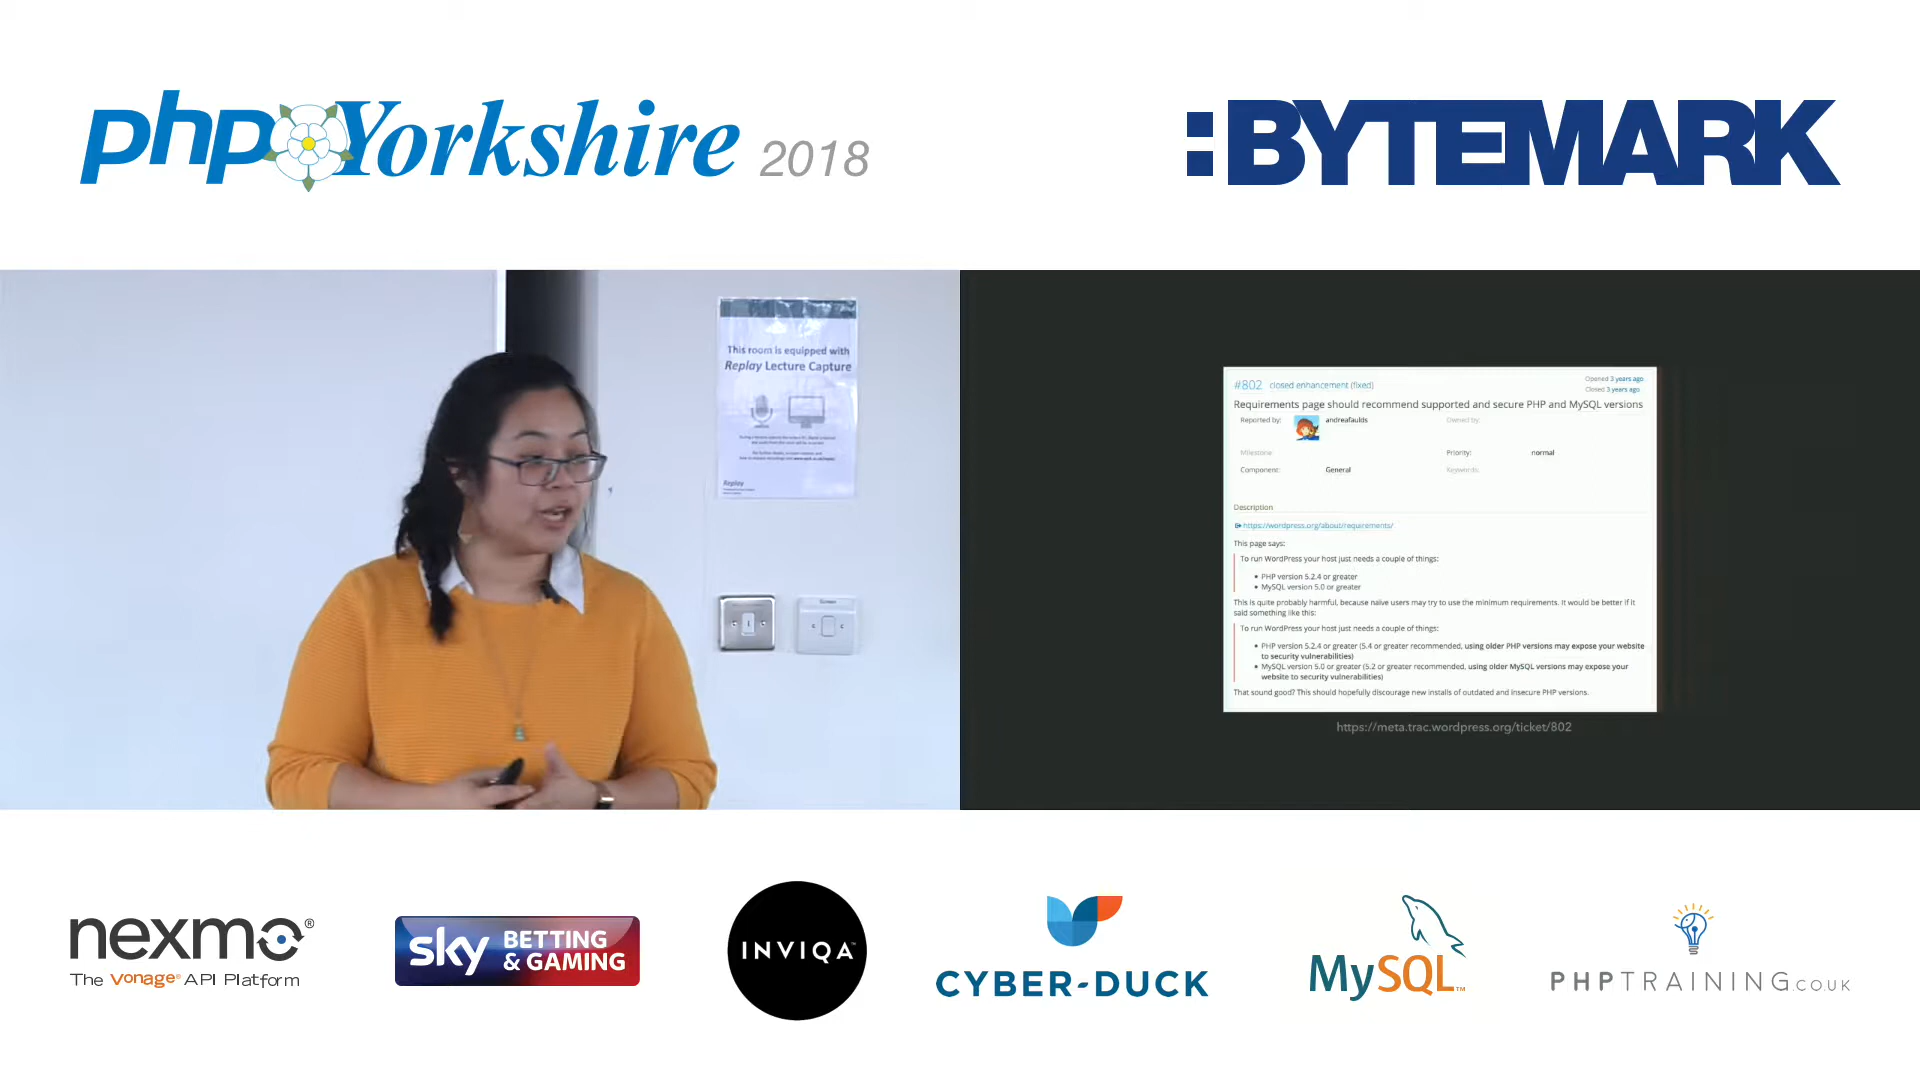 php Yorkshire 2018
:BYTEMARK
This room is equipped with
Replay Lecture Capture
Replay
Screen
#802 closed enhancement (fixed)
Opened 3 years ago
Closed 3 years ago
Requirements page should recommend supported and secure PHP and MySQL versions
Reported by: andreafaulds Owned by:
Milestone: Priority: normal
Component: General Keywords:
Description
https://wordpress.org/about/requirements/
This page says:
To run WordPress your host just needs a couple of things:
• PHP version 5.2.4 or greater
• MySQL version 5.0 or greater
This is quite probably harmful, because naïve users may try to use the minimum requirements. It would be better if it
said something like this:
To run WordPress your host just needs a couple of things:
• PHP version 5.2.4 or greater (5.4 or greater recommended, using older PHP versions may expose your website
to security vulnerabilities)
• MySQL version 5.0 or greater (5.2 or greater recommended, using older MySQL versions may expose your
website to security vulnerabilities)
That sound good? This should hopefully discourage new installs of outdated and insecure PHP versions.
https://meta.trac.wordpress.org/ticket/802
nexmo®
The Vonage® API Platform
sky BETTING
& GAMING
INVIQA™
CYBER-DUCK
MySQL™
PHPTRAINING.CO.UK